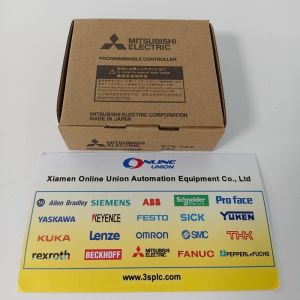 MITSUBISHI
ELECTRIC
PROGRAMMABLE CONTROLLER
MITSUBISHI ELECTRIC CORPORATION
MADE IN JAPAN
ONLINE
UNION
Xiamen Online Union Automation Equipment Co., Ltd
Allen Bradley SIEMENS ABB Schneider Electric Pro face
YASKAWA KEYENCE FESTO SICK YUKEN
KUKA Lenze OMRON SMC THK
rexroth BECKHOFF MITSUBISHI ELECTRIC FANUC PEPPERL+FUCHS
www.3splc.com